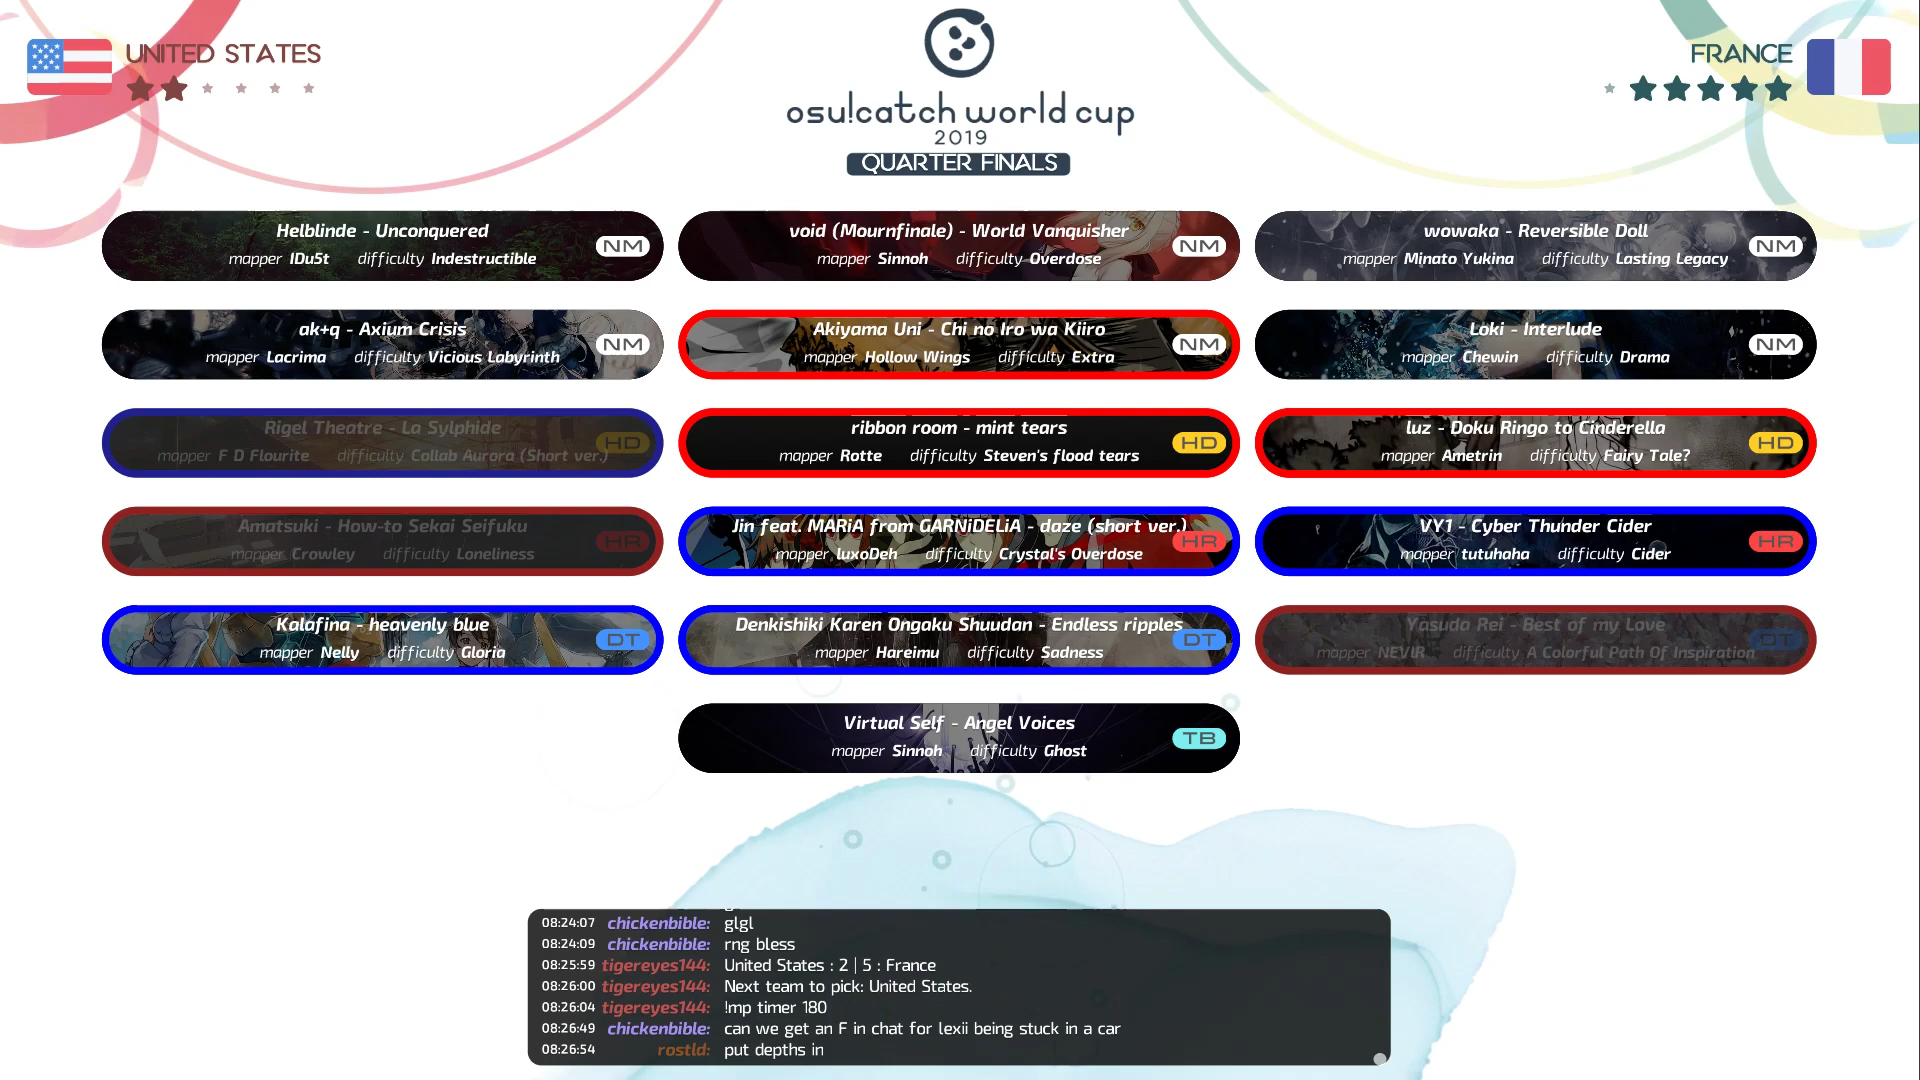 UNITED STATES
FRANCE
osu!catch world cup
2019
QUARTER FINALS
Helblinde - Unconquered
mapper IDu5t difficulty Indestructible
NM
void (Mournfinale) - World Vanquisher
mapper Sinnoh difficulty Overdose
NM
wowaka - Reversible Doll
mapper Minato Yukina difficulty Lasting Legacy
NM
ak+q - Axium Crisis
mapper Lacrima difficulty Vicious Labyrinth
NM
Akiyama Uni - Chi no Iro wa Kiiro
mapper Hollow Wings difficulty Extra
NM
Loki - Interlude
mapper Chewin difficulty Drama
NM
Rigel Theatre - La Sylphide
mapper F D Flourite difficulty Collab Aurora (Short ver.)
HD
ribbon room - mint tears
mapper Rotte difficulty Steven's flood tears
HD
luz - Doku Ringo to Cinderella
mapper Ametrin difficulty Fairy Tale?
HD
Amatsuki - How-to Sekai Seifuku
mapper Crowley difficulty Loneliness
HR
Jin feat. MARiA from GARNiDELiA - daze (short ver.)
mapper luxoDeh difficulty Crystal's Overdose
HR
VY1 - Cyber Thunder Cider
mapper tutuhaha difficulty Cider
HR
Kalafina - heavenly blue
mapper Nelly difficulty Gloria
DT
Denkishiki Karen Ongaku Shuudan - Endless ripples
mapper Hareimu difficulty Sadness
DT
Yasuda Rei - Best of my Love
mapper NEVIR difficulty A Colorful Path Of Inspiration
DT
Virtual Self - Angel Voices
mapper Sinnoh difficulty Ghost
TB
08:24:07 chickenbible: glgl
08:24:09 chickenbible: rng bless
08:25:59 tigereyes144: United States : 2 | 5 : France
08:26:00 tigereyes144: Next team to pick: United States.
08:26:04 tigereyes144: !mp timer 180
08:26:49 chickenbible: can we get an F in chat for lexii being stuck in a car
08:26:54 rostld: put depths in